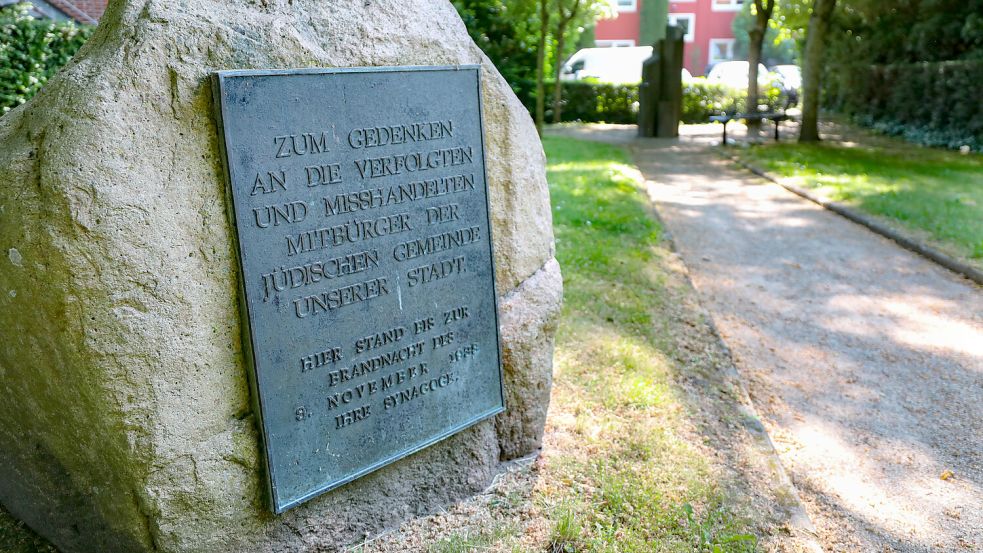 ZUM GEDENKEN
AN DIE VERFOLGTEN
UND MISSHANDELTEN
MITBÜRGER DER
JÜDISCHEN GEMEINDE
UNSERER STADT.
HIER STAND BIS ZUR
BRANDNACHT DES
9. NOVEMBER 1938
IHRE SYNAGOGE.